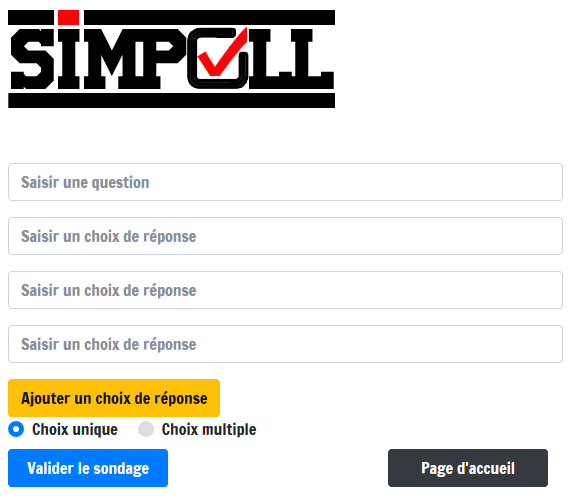 SIMPOLL
Saisir une question
Saisir un choix de réponse
Saisir un choix de réponse
Saisir un choix de réponse
Ajouter un choix de réponse
Choix unique Choix multiple
Valider le sondage Page d'accueil